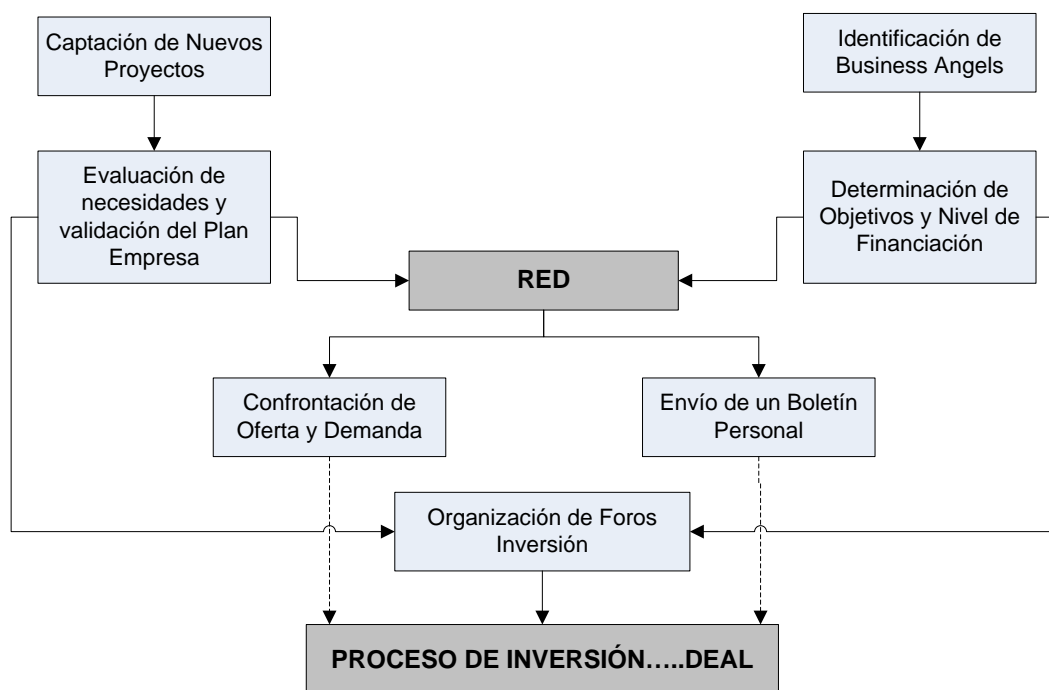 Captación de Nuevos
Proyectos
Identificación de
Business Angels
Evaluación de
necesidades y
validación del Plan
Empresa
Determinación de
Objetivos y Nivel de
Financiación
RED
Confrontación de
Oferta y Demanda
Envío de un Boletín
Personal
Organización de Foros
Inversión
PROCESO DE INVERSIÓN…..DEAL